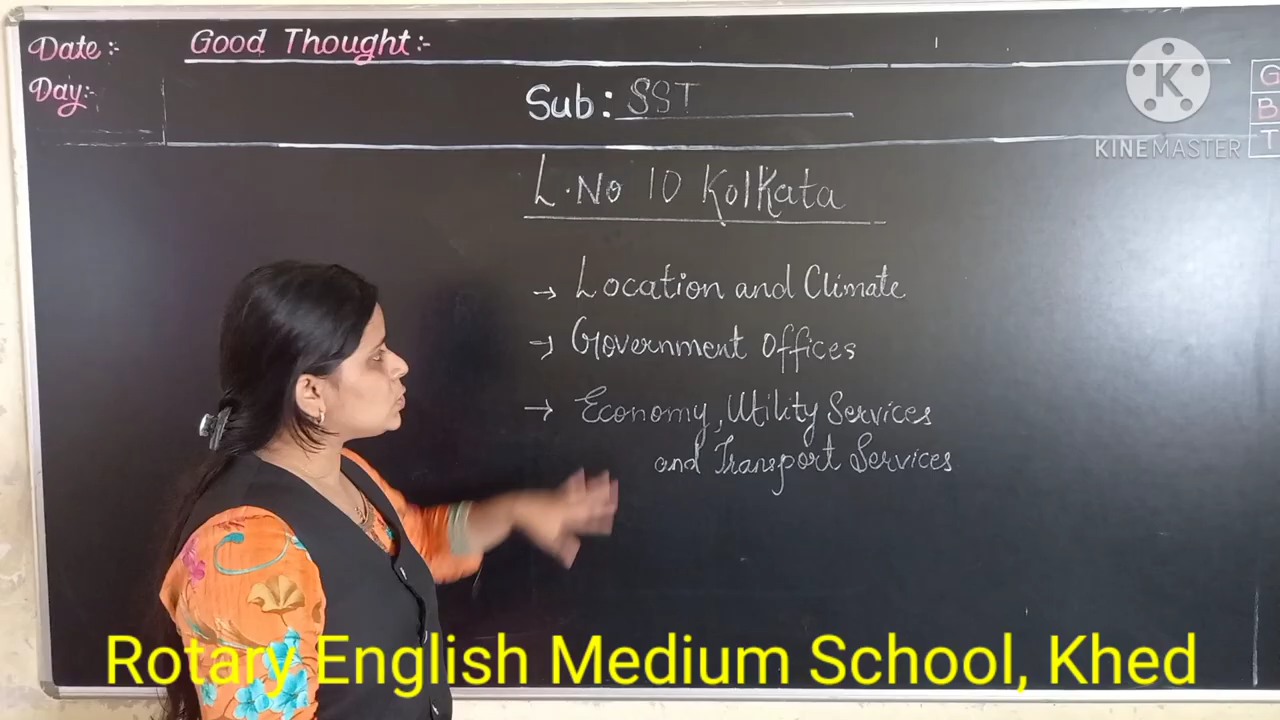 Date:-
Good Thought:-
Day:-
Sub: SST
K
KINEMASTER
G
B
T
L.No 10 Kolkata
→ Location and Climate
→ Government Offices
→ Economy, Utility Services
and Transport Services
Rotary English Medium School, Khed